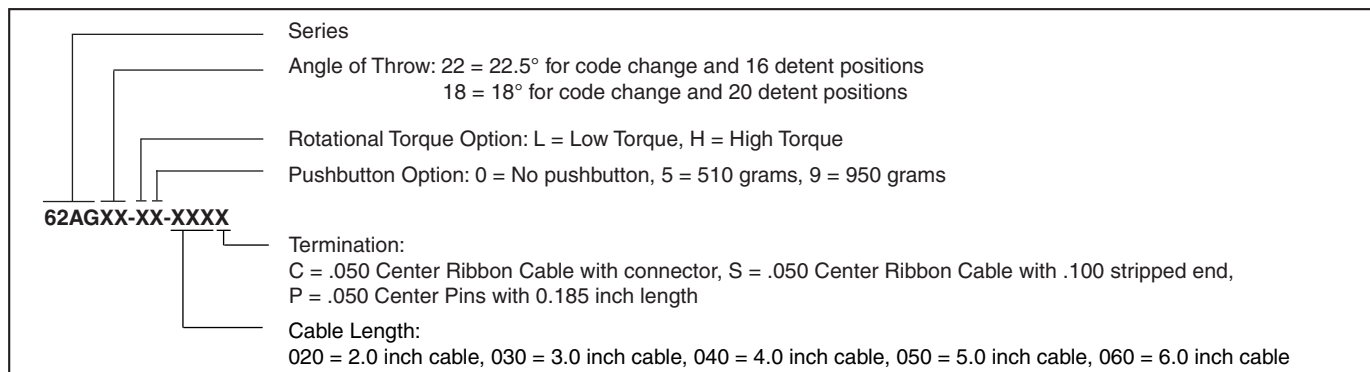 Series
Angle of Throw: 22 = 22.5° for code change and 16 detent positions
18 = 18° for code change and 20 detent positions
Rotational Torque Option: L = Low Torque, H = High Torque
Pushbutton Option: 0 = No pushbutton, 5 = 510 grams, 9 = 950 grams
62AGXX-XX-XXXX
Termination:
C = .050 Center Ribbon Cable with connector, S = .050 Center Ribbon Cable with .100 stripped end,
P = .050 Center Pins with 0.185 inch length
Cable Length:
020 = 2.0 inch cable, 030 = 3.0 inch cable, 040 = 4.0 inch cable, 050 = 5.0 inch cable, 060 = 6.0 inch cable